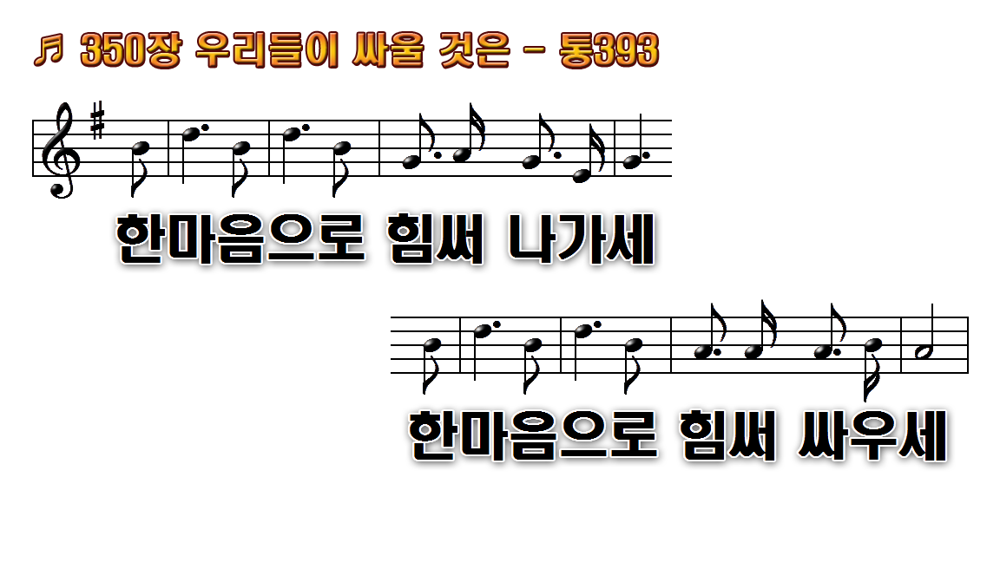 ♬ 350장 우리들이 싸울 것은 - 통393
한마음으로 힘써 나가세
한마음으로 힘써 싸우세